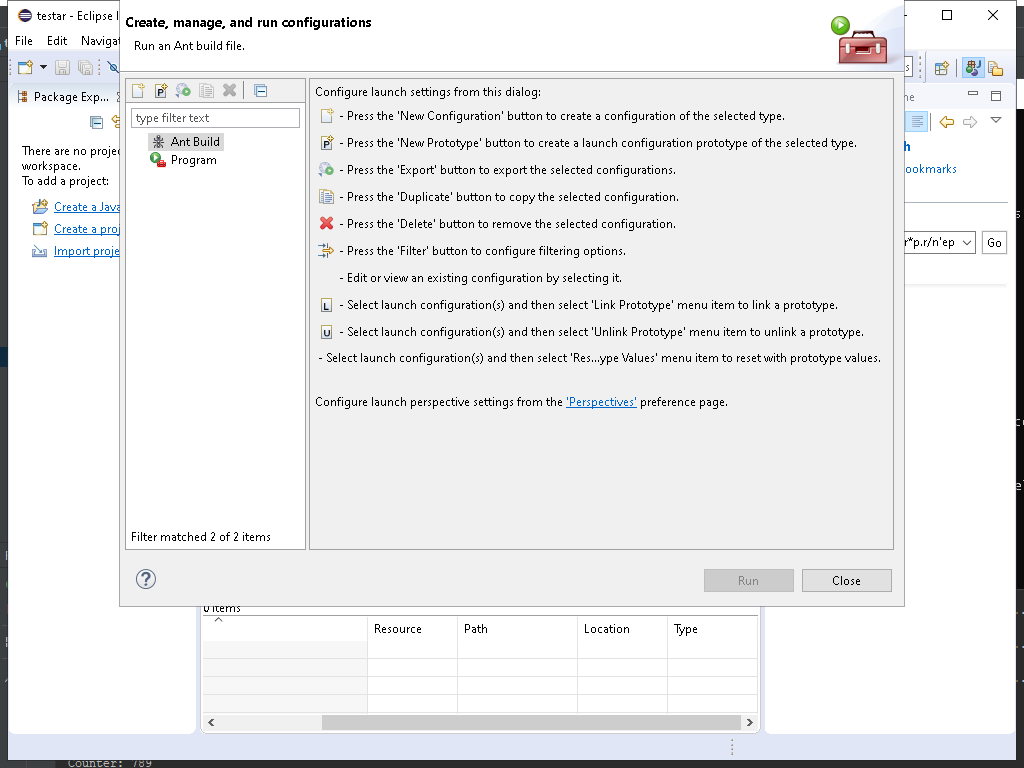 testar - Eclipse I
Create, manage, and run configurations
File Edit Naviga
Run an Ant build file.
Package Exp...
type filter text
Ant Build
Program
Filter matched 2 of 2 items
There are no proje
workspace.
To add a project:
Create a Java
Create a proj
Import proje
Configure launch settings from this dialog:
- Press the 'New Configuration' button to create a configuration of the selected type.
- Press the 'New Prototype' button to create a launch configuration prototype of the selected type.
- Press the 'Export' button to export the selected configurations.
- Press the 'Duplicate' button to copy the selected configuration.
- Press the 'Delete' button to remove the selected configuration.
- Press the 'Filter' button to configure filtering options.
- Edit or view an existing configuration by selecting it.
L - Select launch configuration(s) and then select 'Link Prototype' menu item to link a prototype.
U - Select launch configuration(s) and then select 'Unlink Prototype' menu item to unlink a prototype.
- Select launch configuration(s) and then select 'Res...ype Values' menu item to reset with prototype values.
Configure launch perspective settings from the 'Perspectives' preference page.
ookmarks
r*p.r/n'ep Go
Run Close
0 items
Resource Path Location Type
Counter: 789